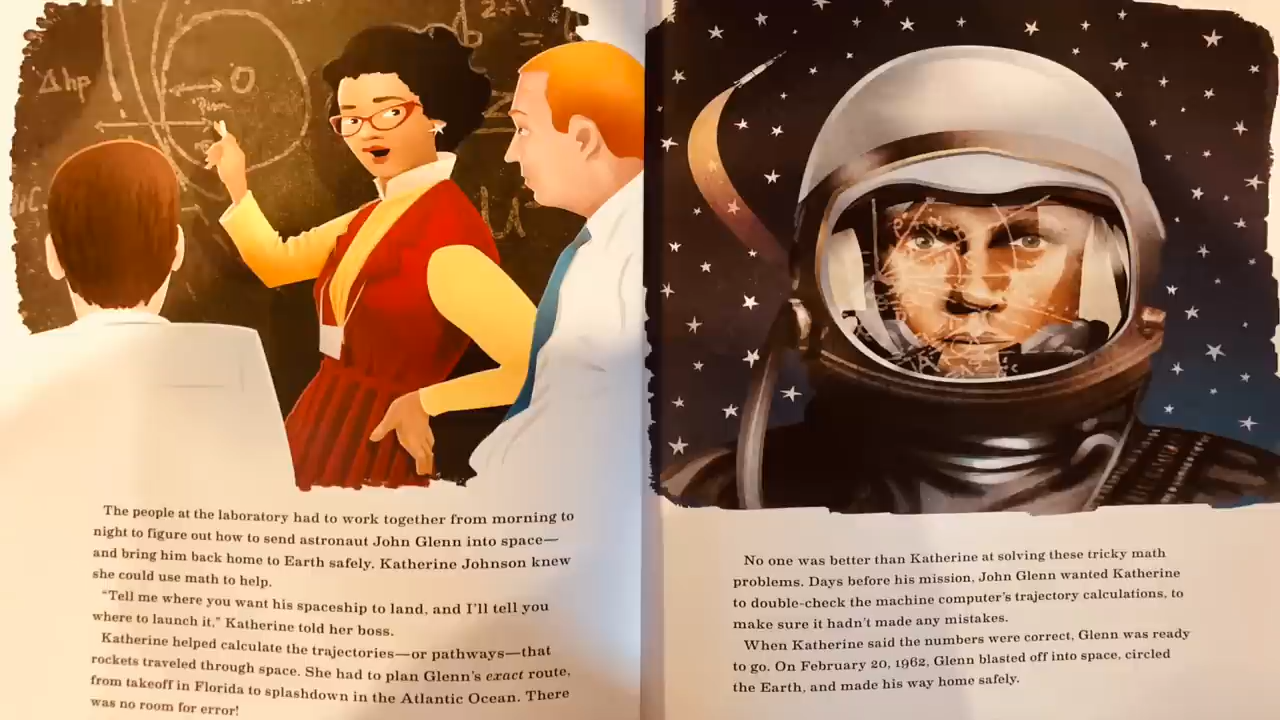 Δhp
The people at the laboratory had to work together from morning to
night to figure out how to send astronaut John Glenn into space—
and bring him back home to Earth safely. Katherine Johnson knew
she could use math to help.
“Tell me where you want his spaceship to land, and I’ll tell you
where to launch it,” Katherine told her boss.
Katherine helped calculate the trajectories—or pathways—that
rockets traveled through space. She had to plan Glenn’s exact route,
from takeoff in Florida to splashdown in the Atlantic Ocean. There
was no room for error!
No one was better than Katherine at solving these tricky math
problems. Days before his mission, John Glenn wanted Katherine
to double-check the machine computer’s trajectory calculations, to
make sure it hadn’t made any mistakes.
When Katherine said the numbers were correct, Glenn was ready
to go. On February 20, 1962, Glenn blasted off into space, circled
the Earth, and made his way home safely.